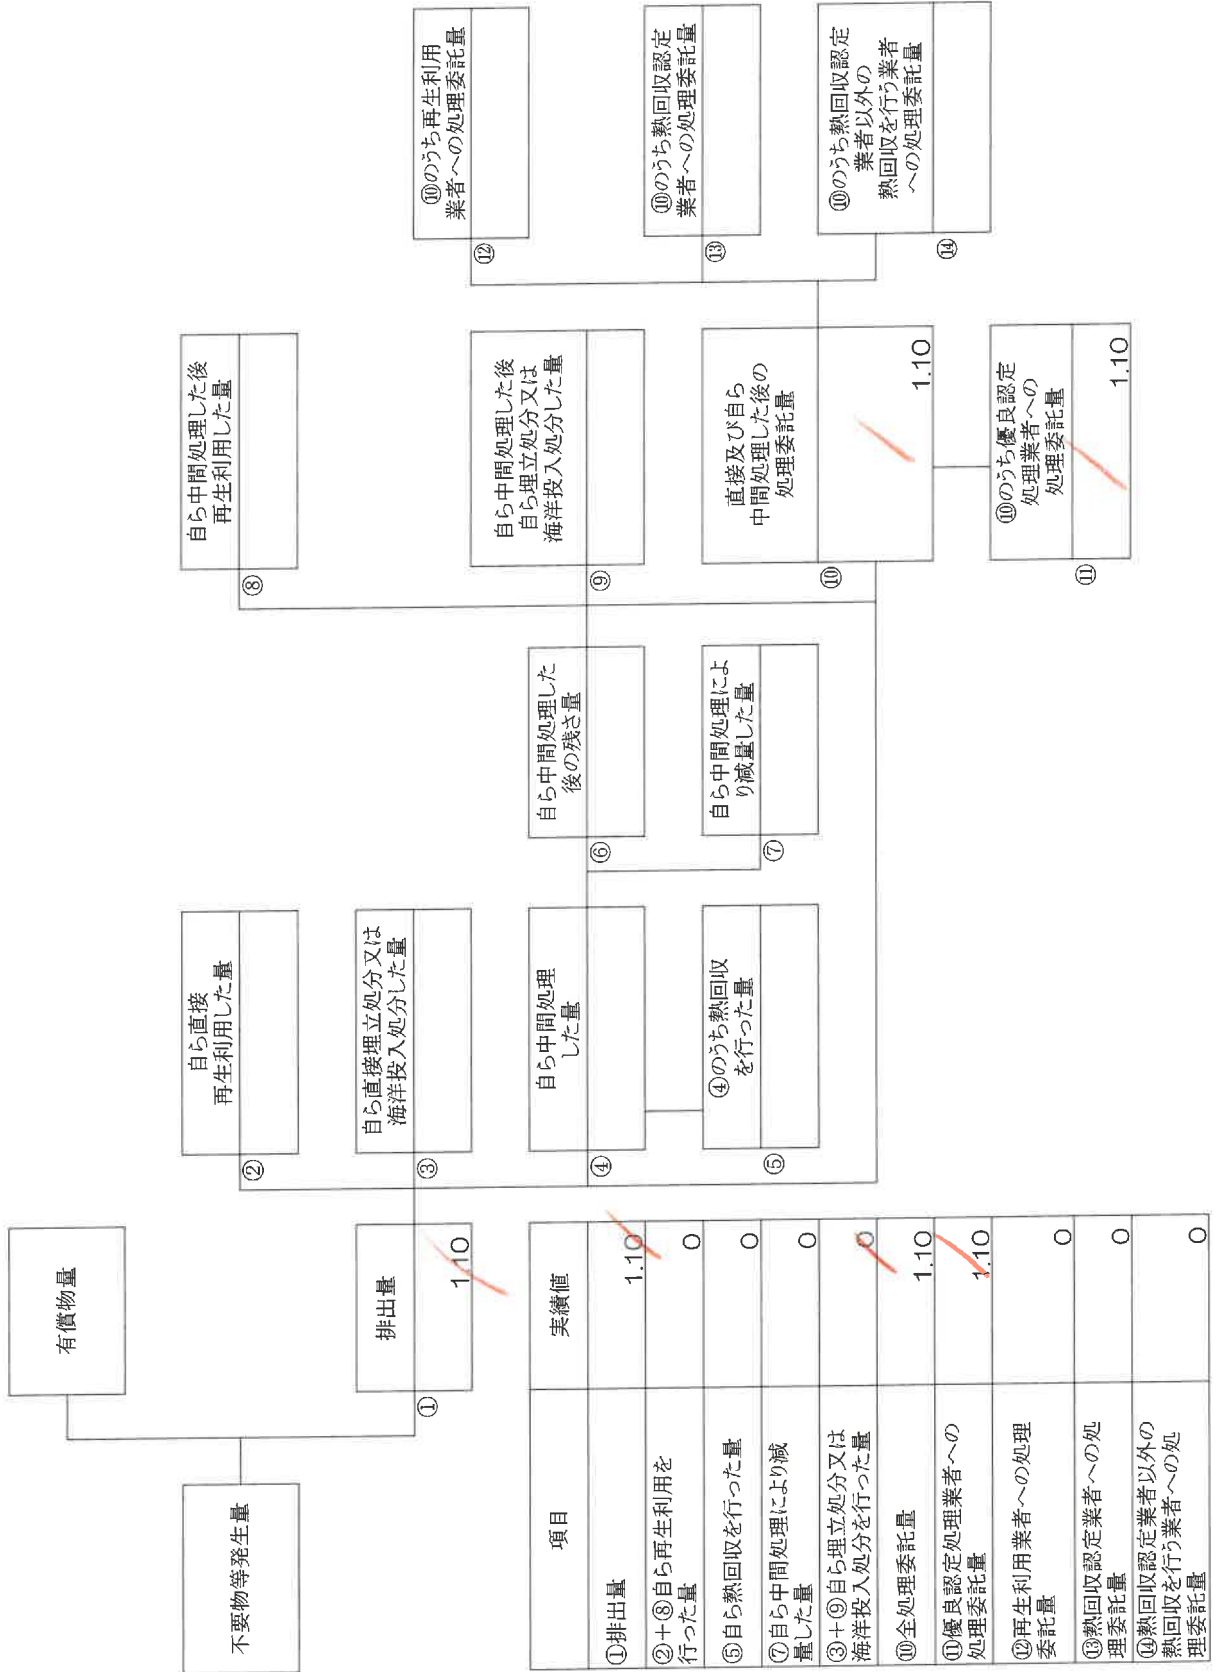 不要物等発生量
有償物量
①
排出量
1.10
②
自ら直接
再生利用した量
③
自ら直接埋立処分又は
海洋投入処分した量
④
自ら中間処理
した量
⑤
④のうち熱回収
を行った量
⑥
自ら中間処理した
後の残さ量
⑦
自ら中間処理によ
り減量した量
⑧
自ら中間処理した後
再生利用した量
⑨
自ら中間処理した後
自ら埋立処分又は
海洋投入処分した量
⑩
直接及び自ら
中間処理した後の
処理委託量
1.10
⑪
⑩のうち優良認定
処理業者への
処理委託量
1.10
⑫
⑩のうち再生利用
業者への処理委託量
⑬
⑩のうち熱回収認定
業者への処理委託量
⑭
⑩のうち熱回収認定
業者以外の
熱回収を行う業者
への処理委託量
項目 実績値
①排出量 1.10
②+⑧自ら再生利用を
行った量 0
⑤自ら熱回収を行った量 0
⑦自ら中間処理により減
量した量 0
③+⑨自ら埋立処分又は
海洋投入処分を行った量 0
⑩全処理委託量 1.10
⑪優良認定処理業者への
処理委託量 1.10
⑫再生利用業者への処理
委託量 0
⑬熱回収認定業者への処
理委託量 0
⑭熱回収認定業者以外の
熱回収を行う業者への処
理委託量 0